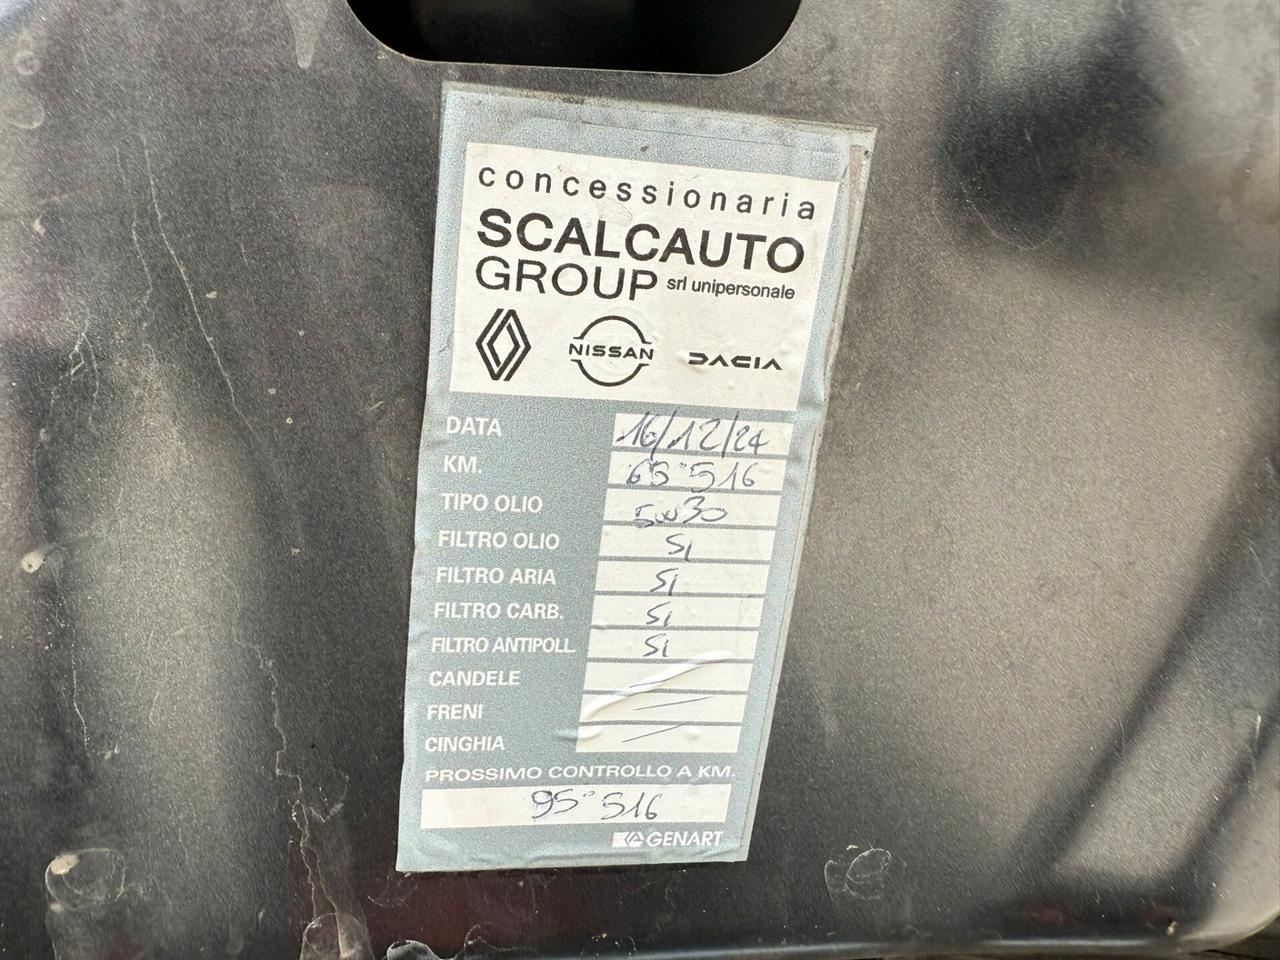 concessionaria
SCALCAUTO
GROUP srl unipersonale
NISSAN DACIA
DATA 16/12/24
KM. 65°516
TIPO OLIO 5w30
FILTRO OLIO Si
FILTRO ARIA Si
FILTRO CARB. Si
FILTRO ANTIPOLL. Si
CANDELE
FRENI —
CINGHIA —
PROSSIMO CONTROLLO A KM.
95°516
GENART